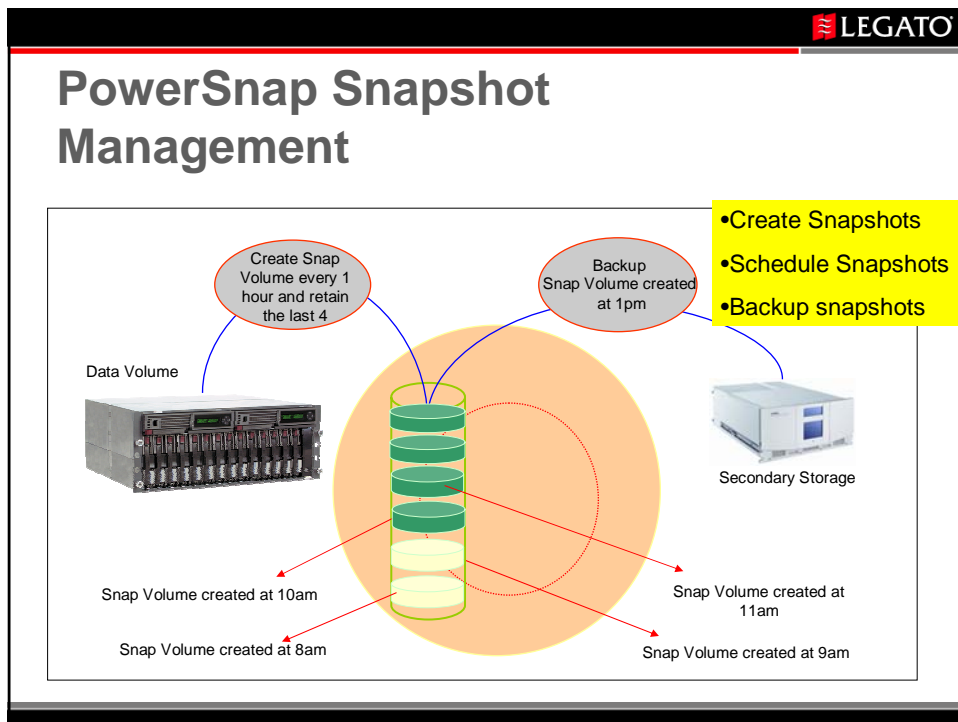 LEGATO
PowerSnap Snapshot
Management
•Create Snapshots
•Schedule Snapshots
•Backup snapshots
Create Snap
Volume every 1
hour and retain
the last 4
Backup
Snap Volume created
at 1pm
Data Volume
Secondary Storage
Snap Volume created at 10am
Snap Volume created at
11am
Snap Volume created at 8am
Snap Volume created at 9am